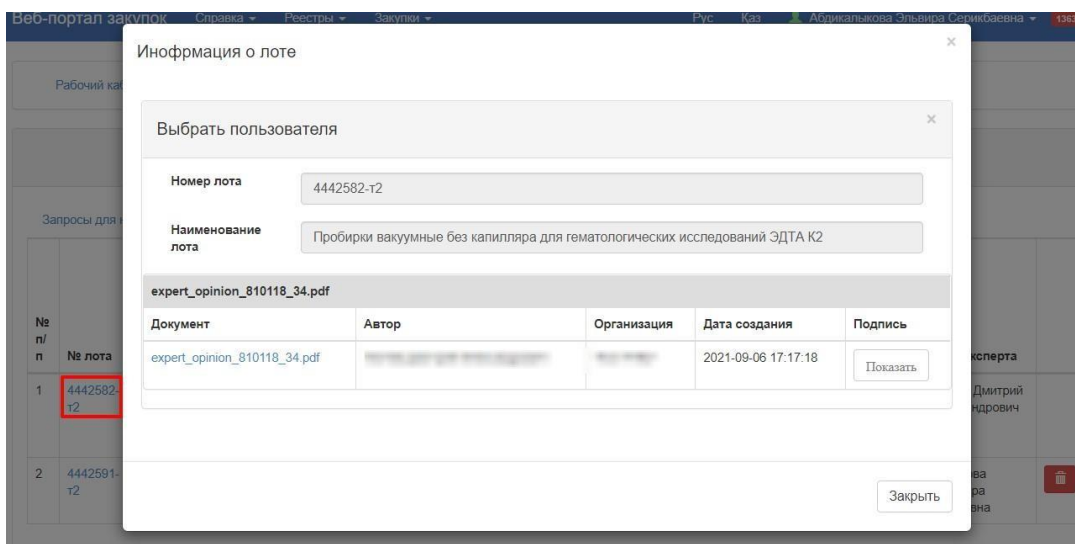 Веб-портал закупок Справка Реестры Закупки Рус Қаз Абдикалыкова Эльвира Серикбаевна 1363
Инофрмация о лоте ×
Рабочий каб
Выбрать пользователя ×
Номер лота 4442582-т2
Запросы для
Наименование
лота
Пробирки вакуумные без капилляра для гематологических исследований ЭДТА К2
expert_opinion_810118_34.pdf
№
п/
п
№ лота
Документ Автор Организация Дата создания Подпись
ксперта
expert_opinion_810118_34.pdf 2021-09-06 17:17:18 Показать
1 4442582-
т2
Дмитрий
ндрович
2 4442591-
т2
ва
ра
вна
Закрыть